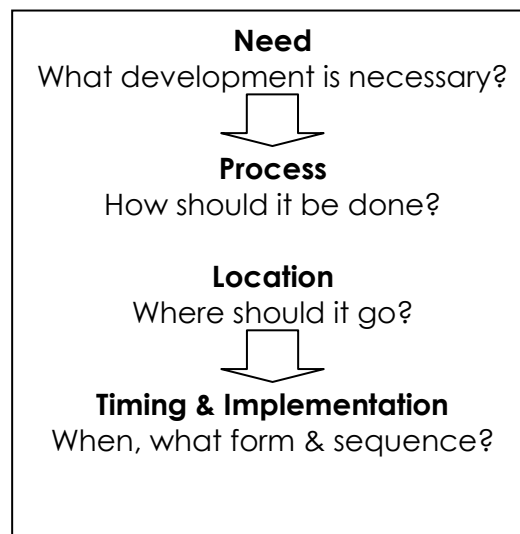 Need
What development is necessary?
Process
How should it be done?
Location
Where should it go?
Timing & Implementation
When, what form & sequence?